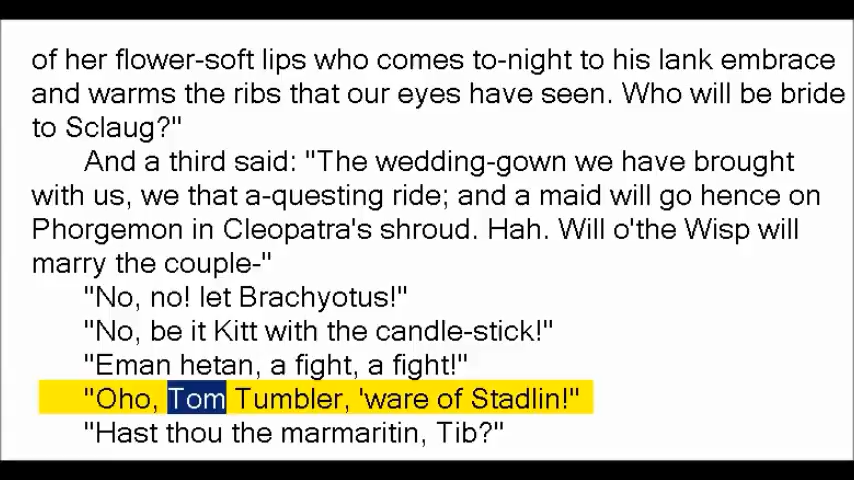 of her flower-soft lips who comes to-night to his lank embrace
and warms the ribs that our eyes have seen. Who will be bride
to Sclaug?"
And a third said: "The wedding-gown we have brought
with us, we that a-questing ride; and a maid will go hence on
Phorgemon in Cleopatra's shroud. Hah. Will o'the Wisp will
marry the couple-"
"No, no! let Brachyotus!"
"No, be it Kitt with the candle-stick!"
"Eman hetan, a fight, a fight!"
"Oho, Tom Tumbler, 'ware of Stadlin!"
"Hast thou the marmaritin, Tib?"